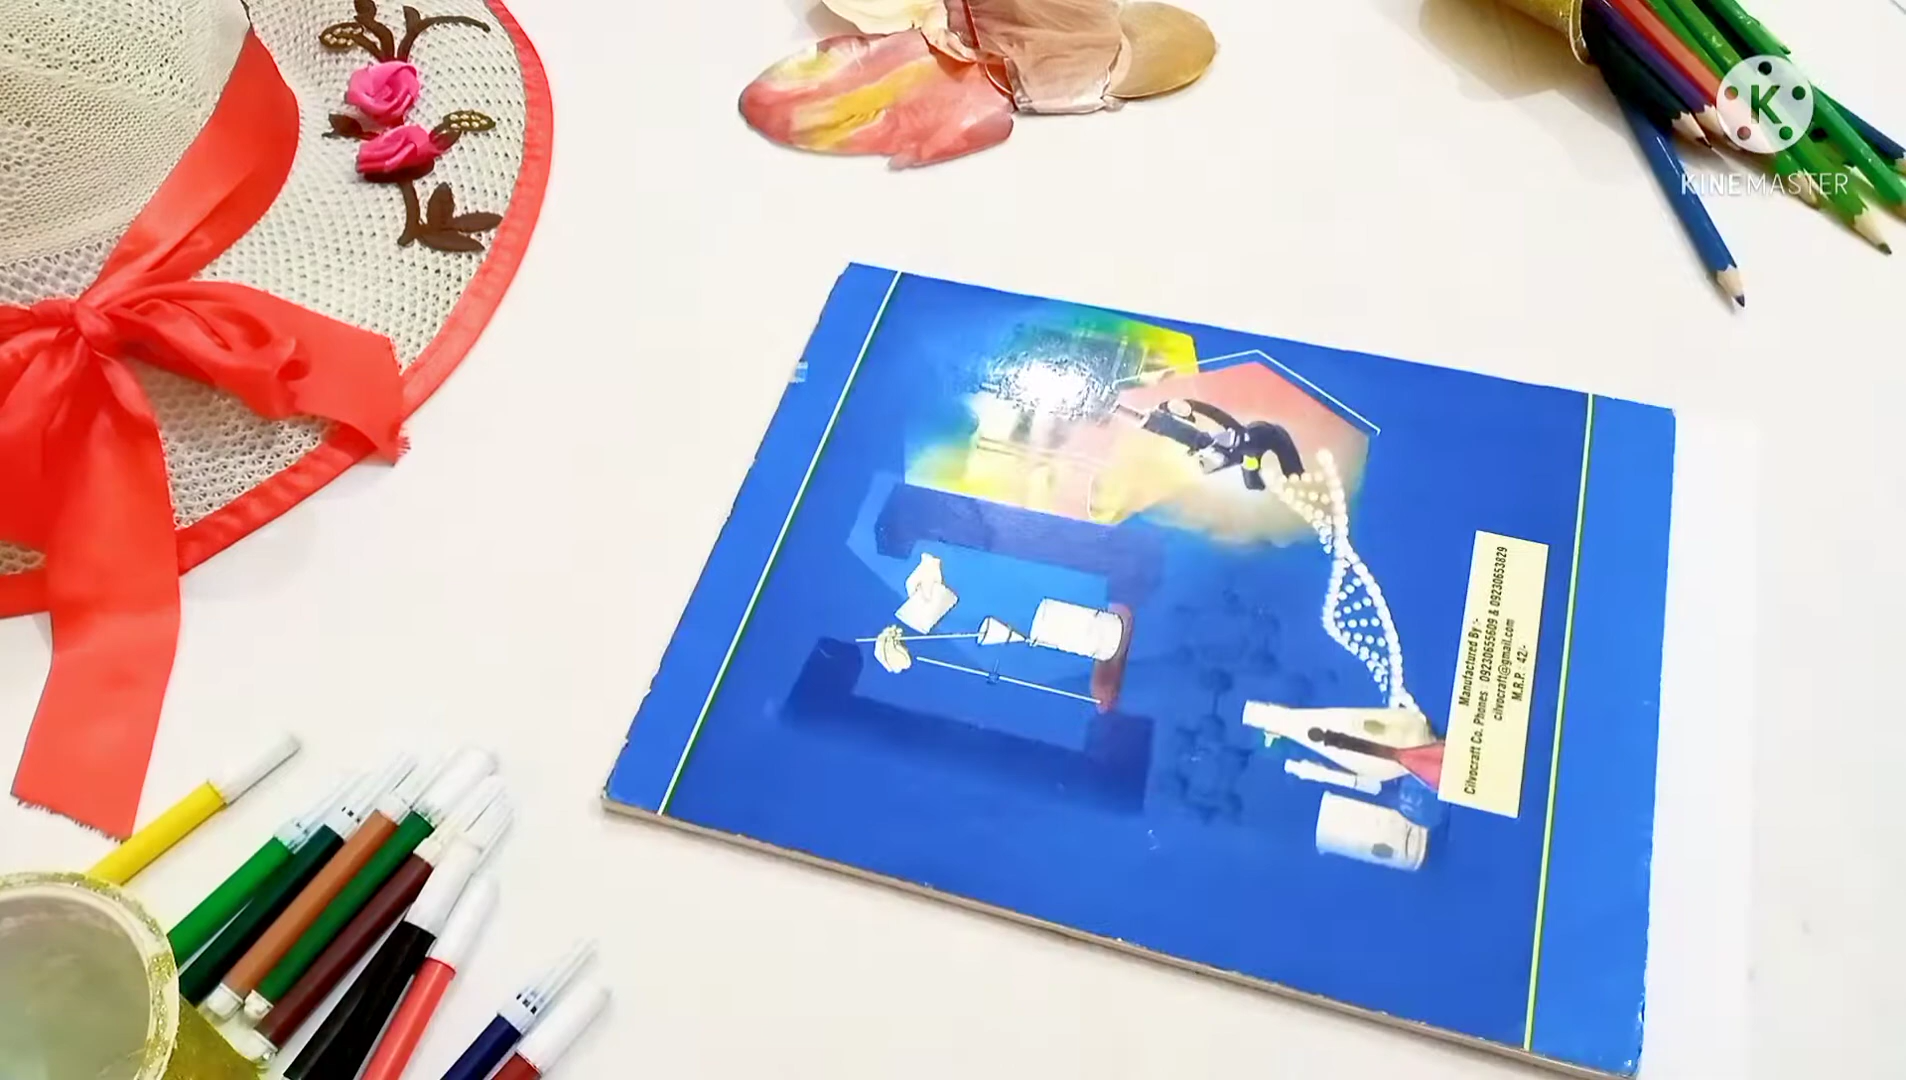 K
KINEMASTER
Manufactured By :-
Cilvocraft Co. Phones : 09230655609 & 09230653829
cilvocraft@gmail.com
M.R.P. : 42/-